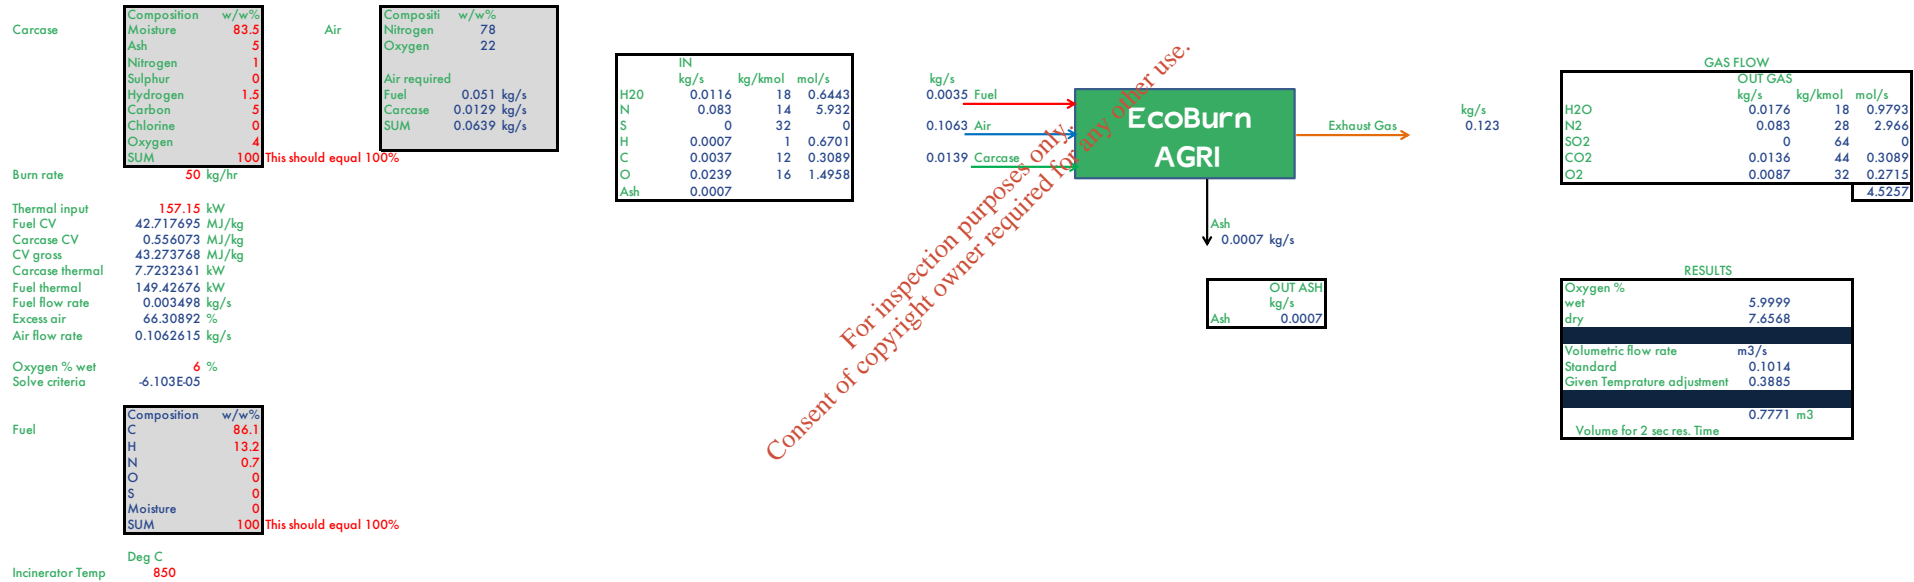 Carcase
Composition w/w%
Moisture 83.5
Ash 5
Nitrogen 1
Sulphur 0
Hydrogen 1.5
Carbon 5
Chlorine 0
Oxygen 4
SUM 100 This should equal 100%
Burn rate 50 kg/hr
Thermal input 157.15 kW
Fuel CV 42.717695 MJ/kg
Carcase CV 0.556073 MJ/kg
CV gross 43.273768 MJ/kg
Carcase thermal 7.7232361 kW
Fuel thermal 149.42676 kW
Fuel flow rate 0.003498 kg/s
Excess air 66.30892 %
Air flow rate 0.1062615 kg/s
Oxygen % wet 6 %
Solve criteria -6.103E-05
Fuel
Composition w/w%
C 86.1
H 13.2
N 0.7
O 0
S 0
Moisture 0
SUM 100 This should equal 100%
Deg C
Incinerator Temp 850
Air
Compositi w/w%
Nitrogen 78
Oxygen 22
Air required
Fuel 0.051 kg/s
Carcase 0.0129 kg/s
SUM 0.0639 kg/s
IN
kg/s kg/kmol mol/s
H20 0.0116 18 0.6443
N 0.083 14 5.932
S 0 32 0
H 0.0007 1 0.6701
C 0.0037 12 0.3089
O 0.0239 16 1.4958
Ash 0.0007
kg/s
0.0035 Fuel
0.1063 Air
0.0139 Carcase
EcoBurn
AGRI
Exhaust Gas
kg/s
0.123
Ash
0.0007 kg/s
OUT ASH
kg/s
Ash 0.0007
GAS FLOW
OUT GAS
kg/s kg/kmol mol/s
H2O 0.0176 18 0.9793
N2 0.083 28 2.966
SO2 0 64 0
CO2 0.0136 44 0.3089
O2 0.0087 32 0.2715
4.5257
RESULTS
Oxygen %
wet 5.9999
dry 7.6568
Volumetric flow rate m3/s
Standard 0.1014
Given Temprature adjustment 0.3885
0.7771 m3
Volume for 2 sec res. Time
For inspection purposes only.
Consent of copyright owner required for any other use.